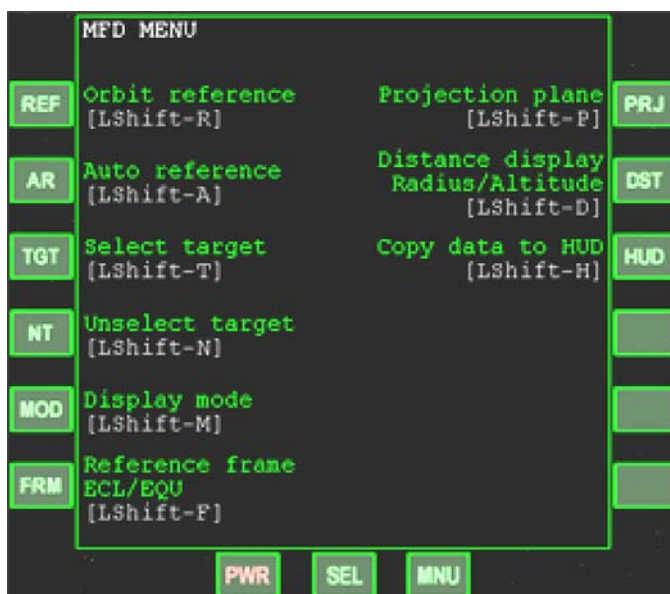 MFD MENU
REF Orbit reference Projection plane PRJ
[LShift-R] [LShift-P]
AR Auto reference Distance display DST
[LShift-A] Radius/Altitude
[LShift-D]
TGT Select target Copy data to HUD HUD
[LShift-T] [LShift-H]
NT Unselect target
[LShift-N]
MOD Display mode
[LShift-M]
FRM Reference frame
ECL/EQU
[LShift-F]
PWR SEL MNU